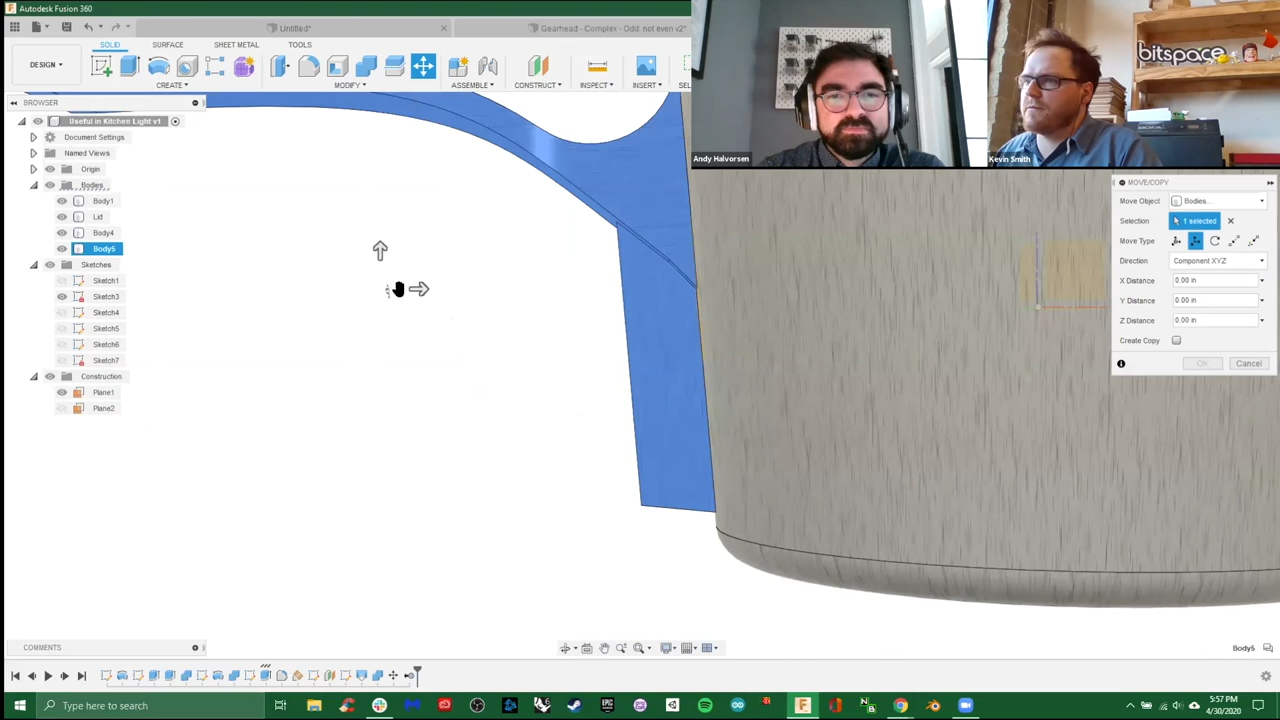 Autodesk Fusion 360
Untitled*
Gearhead - Complex - Odd, not even v2*
SOLID
SURFACE
SHEET METAL
TOOLS
DESIGN
CREATE
MODIFY
ASSEMBLE
CONSTRUCT
INSPECT
INSERT
SEL
bitspace
Andy Halvorsen
Kevin Smith
BROWSER
Useful in Kitchen Light v1
Document Settings
Named Views
Origin
Bodies
Body1
Lid
Body4
Body5
Sketches
Sketch1
Sketch3
Sketch4
Sketch5
Sketch6
Sketch7
Construction
Plane1
Plane2
MOVE/COPY
Move Object
Bodies...
Selection
1 selected
Move Type
Direction
Component XYZ
X Distance
0.00 in
Y Distance
0.00 in
Z Distance
0.00 in
Create Copy
OK
Cancel
COMMENTS
Body5
Type here to search
5:57 PM
4/30/2020